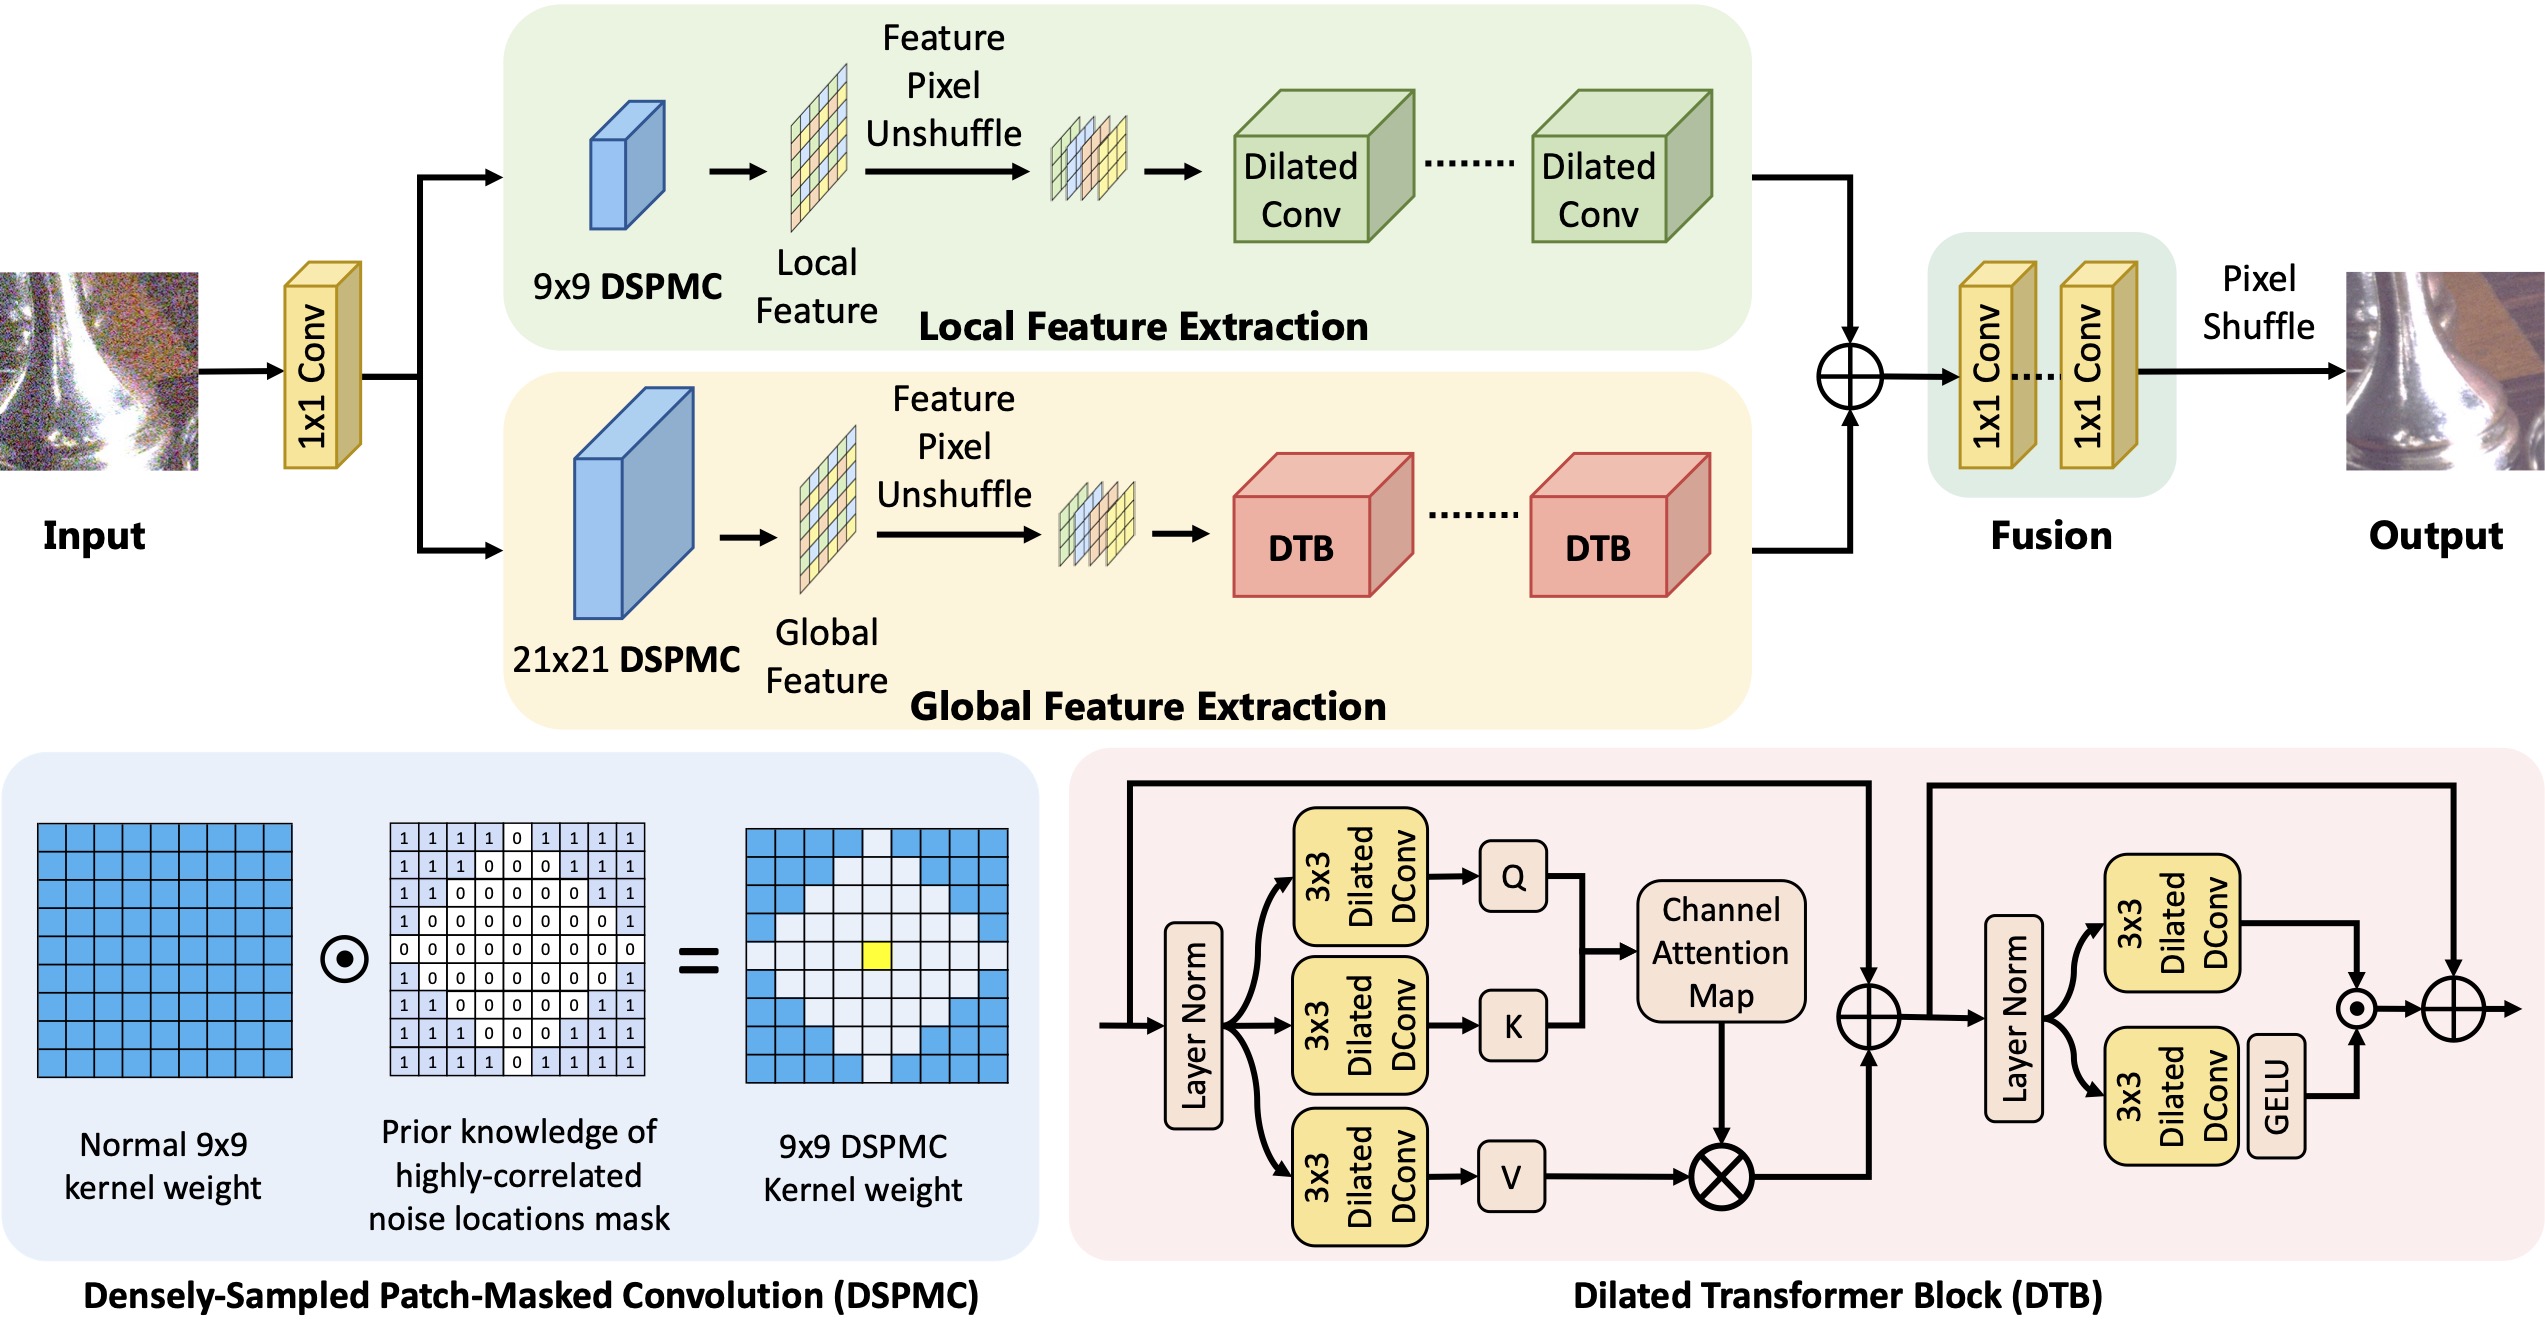 Feature
Pixel
Unshuffle
Dilated
Conv
Dilated
Conv
9x9 DSPMC
Local
Feature
Local Feature Extraction
Input
1x1 Conv
Feature
Pixel
Unshuffle
DTB
DTB
21x21 DSPMC
Global
Feature
Global Feature Extraction
1x1 Conv
1x1 Conv
Fusion
Pixel
Shuffle
Output
1 1 1 1 0 1 1 1 1
1 1 1 0 0 0 1 1 1
1 1 0 0 0 0 0 1 1
1 0 0 0 0 0 0 0 1
0 0 0 0 0 0 0 0 0
1 0 0 0 0 0 0 0 1
1 1 0 0 0 0 0 1 1
1 1 1 0 0 0 1 1 1
1 1 1 1 0 1 1 1 1
=
Normal 9x9
kernel weight
Prior knowledge of
highly-correlated
noise locations mask
9x9 DSPMC
Kernel weight
Densely-Sampled Patch-Masked Convolution (DSPMC)
Layer Norm
3x3
Dilated
DConv
Q
3x3
Dilated
DConv
K
3x3
Dilated
DConv
V
Channel
Attention
Map
Layer Norm
3x3
Dilated
DConv
3x3
Dilated
DConv
GELU
Dilated Transformer Block (DTB)